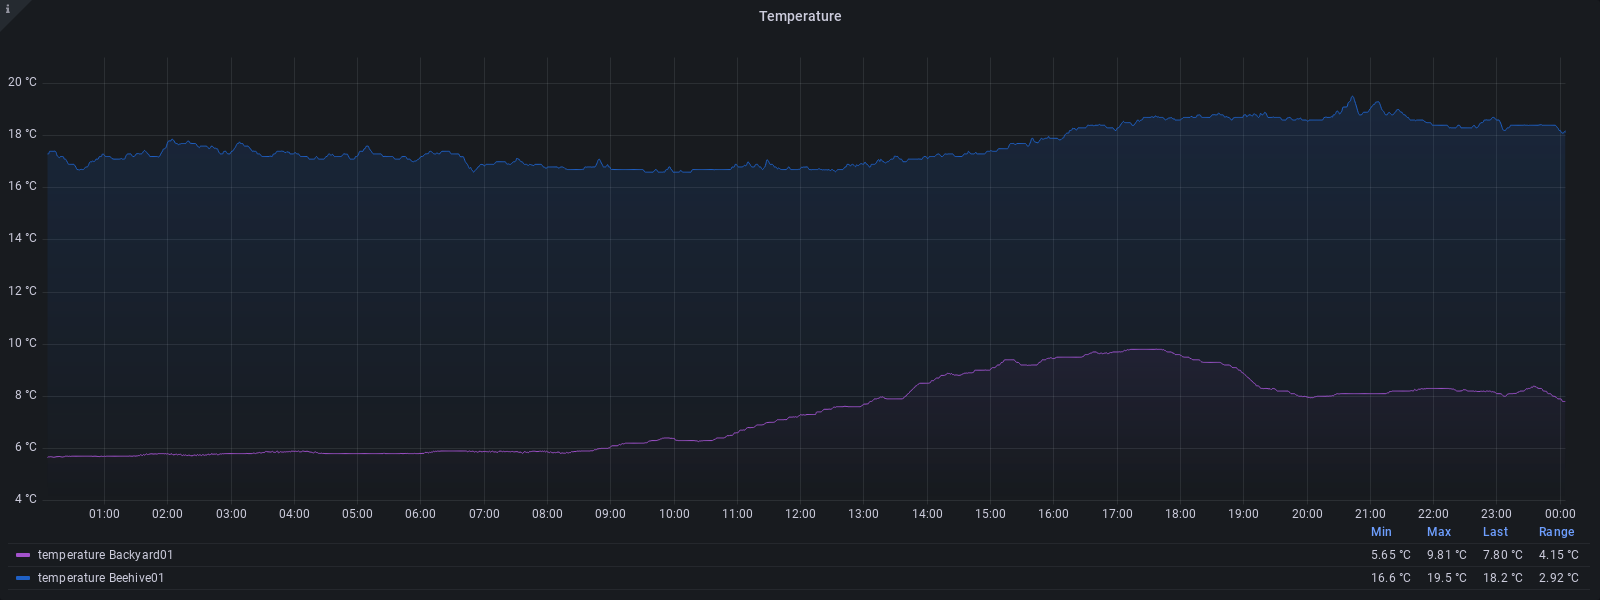 i
Temperature
20 °C
18 °C
16 °C
14 °C
12 °C
10 °C
8 °C
6 °C
4 °C
01:00 02:00 03:00 04:00 05:00 06:00 07:00 08:00 09:00 10:00 11:00 12:00 13:00 14:00 15:00 16:00 17:00 18:00 19:00 20:00 21:00 22:00 23:00 00:00
Min Max Last Range
temperature Backyard01 5.65 °C 9.81 °C 7.80 °C 4.15 °C
temperature Beehive01 16.6 °C 19.5 °C 18.2 °C 2.92 °C